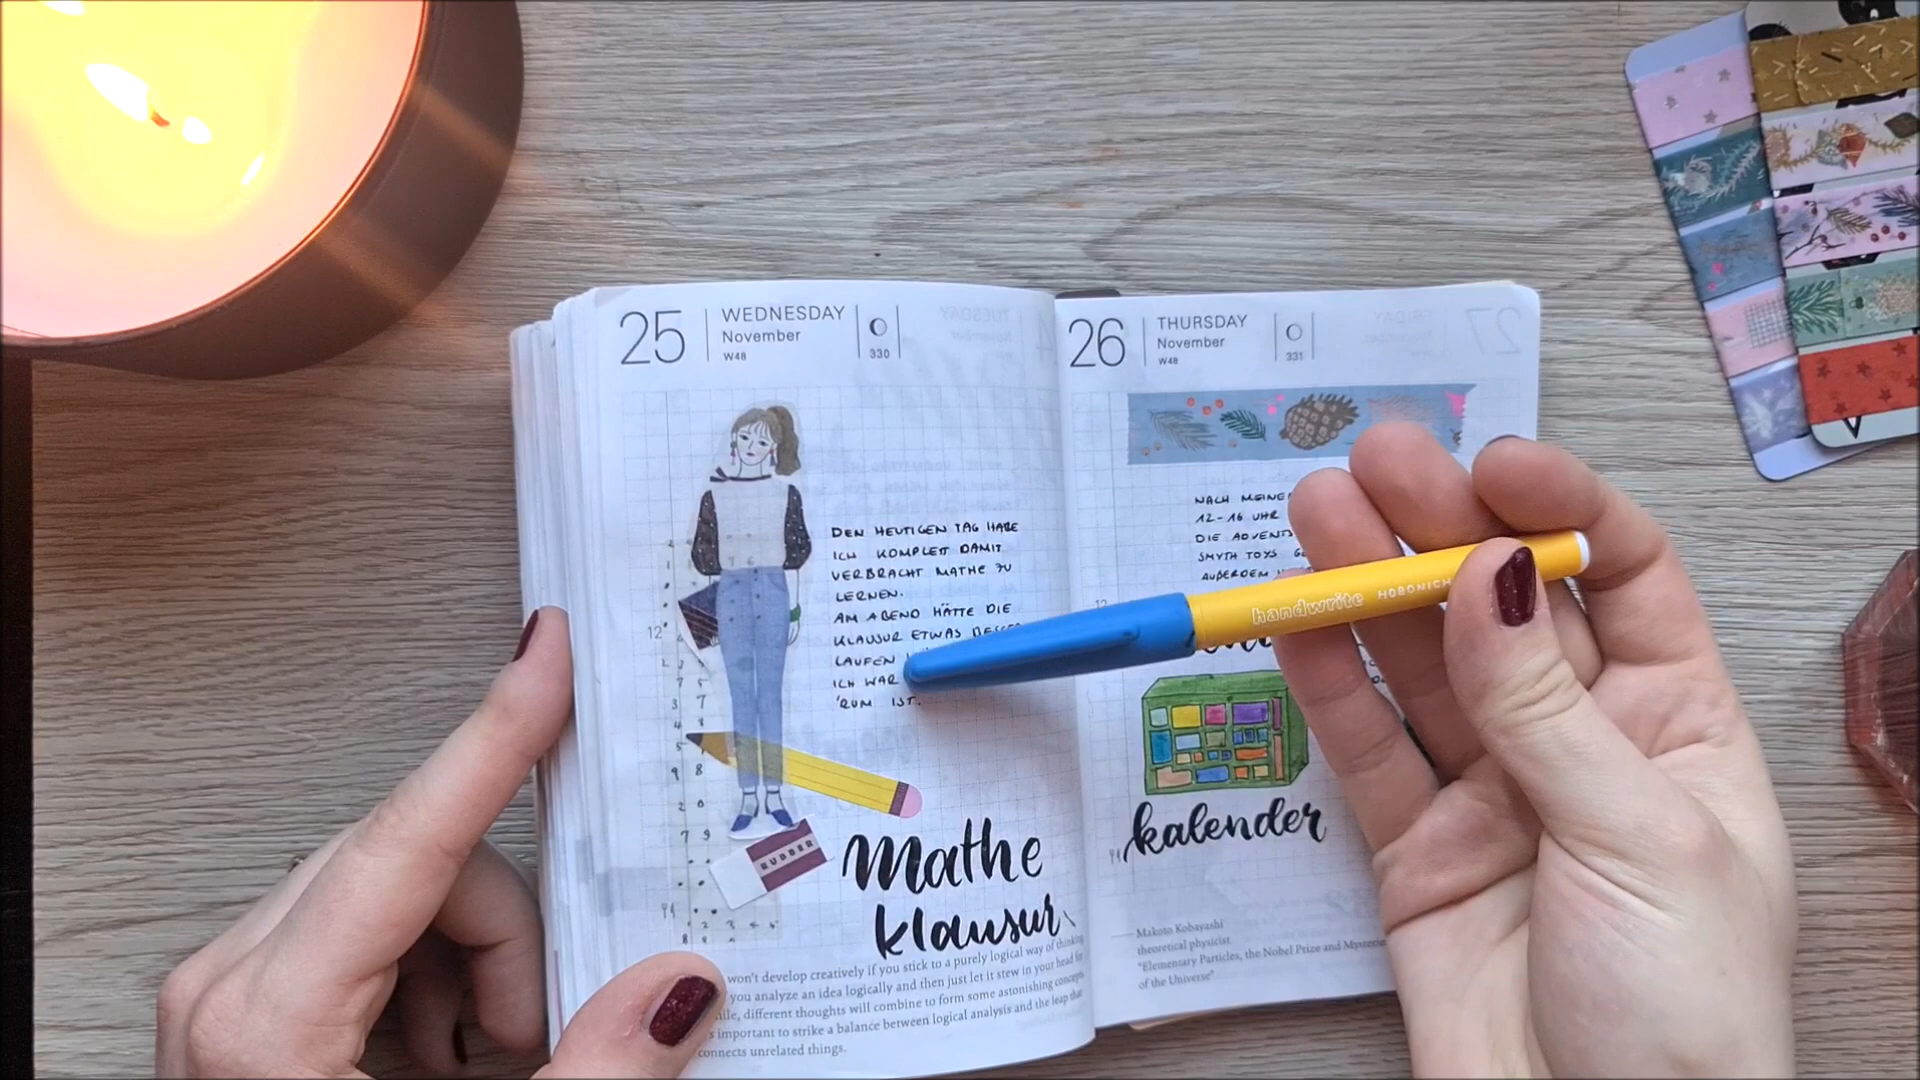 25
WEDNESDAY
November
W48
330
DEN HEUTIGEN TAG HABE
ICH KOMPLETT DAMIT
VERBRACHT MATHE ZU
LERNEN.
AM ABEND HÄTTE DIE
KLAUSUR ETWAS
LAUFEN
ICH WAR
'RUM IST.
12
RUBBER
Mathe
klausur
won't develop creatively if you stick to a purely logical way of thinking
you analyze an idea logically and then just let it stew in your head for
different thoughts will combine to form some astonishing concepts
important to strike a balance between logical analysis and the leap that
connects unrelated things.
26
THURSDAY
November
W48
331
NACH MEINE
12-16 UHR
DIE ADVENTS
SMYTH TOYS
AUßERDEM
12
handwrite HOBONICHI
kalender
Makoto Kobayashi
theoretical physicist
"Elementary Particles, the Nobel Prize and Mysteries
of the Universe"